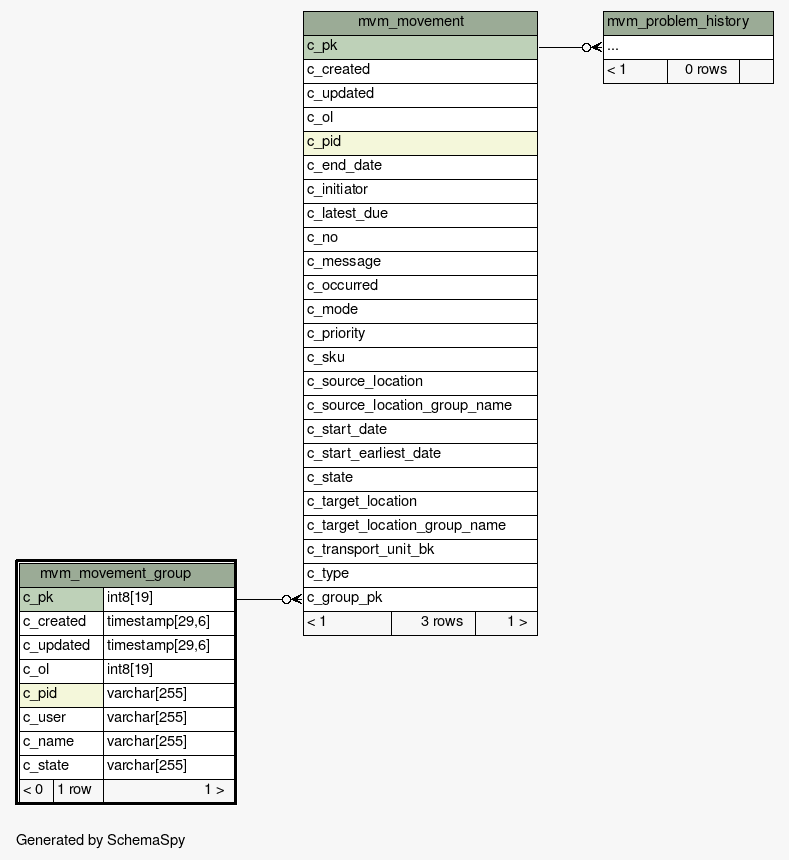 mvm_movement
c_pk
c_created
c_updated
c_ol
c_pid
c_end_date
c_initiator
c_latest_due
c_no
c_message
c_occurred
c_mode
c_priority
c_sku
c_source_location
c_source_location_group_name
c_start_date
c_start_earliest_date
c_state
c_target_location
c_target_location_group_name
c_transport_unit_bk
c_type
c_group_pk
< 1 3 rows 1 >
mvm_problem_history
...
< 1 0 rows
mvm_movement_group
c_pk int8[19]
c_created timestamp[29,6]
c_updated timestamp[29,6]
c_ol int8[19]
c_pid varchar[255]
c_user varchar[255]
c_name varchar[255]
c_state varchar[255]
< 0 1 row 1 >
Generated by SchemaSpy